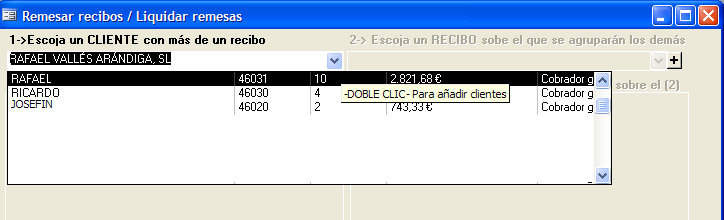 Remesar recibos / Liquidar remesas
1->Escoja un CLIENTE con más de un recibo
2-> Escoja un RECIBO sobe el que se agruparán los demás
RAFAEL VALLÉS ARÁNDIGA, SL
+
RAFAEL 46031 10 2.821,68 € Cobrador g
sobre el (2)
RICARDO 46030 4
-DOBLE CLIC- Para añadir clientes
Cobrador g
JOSEFIN 46020 2 743,33 € Cobrador g